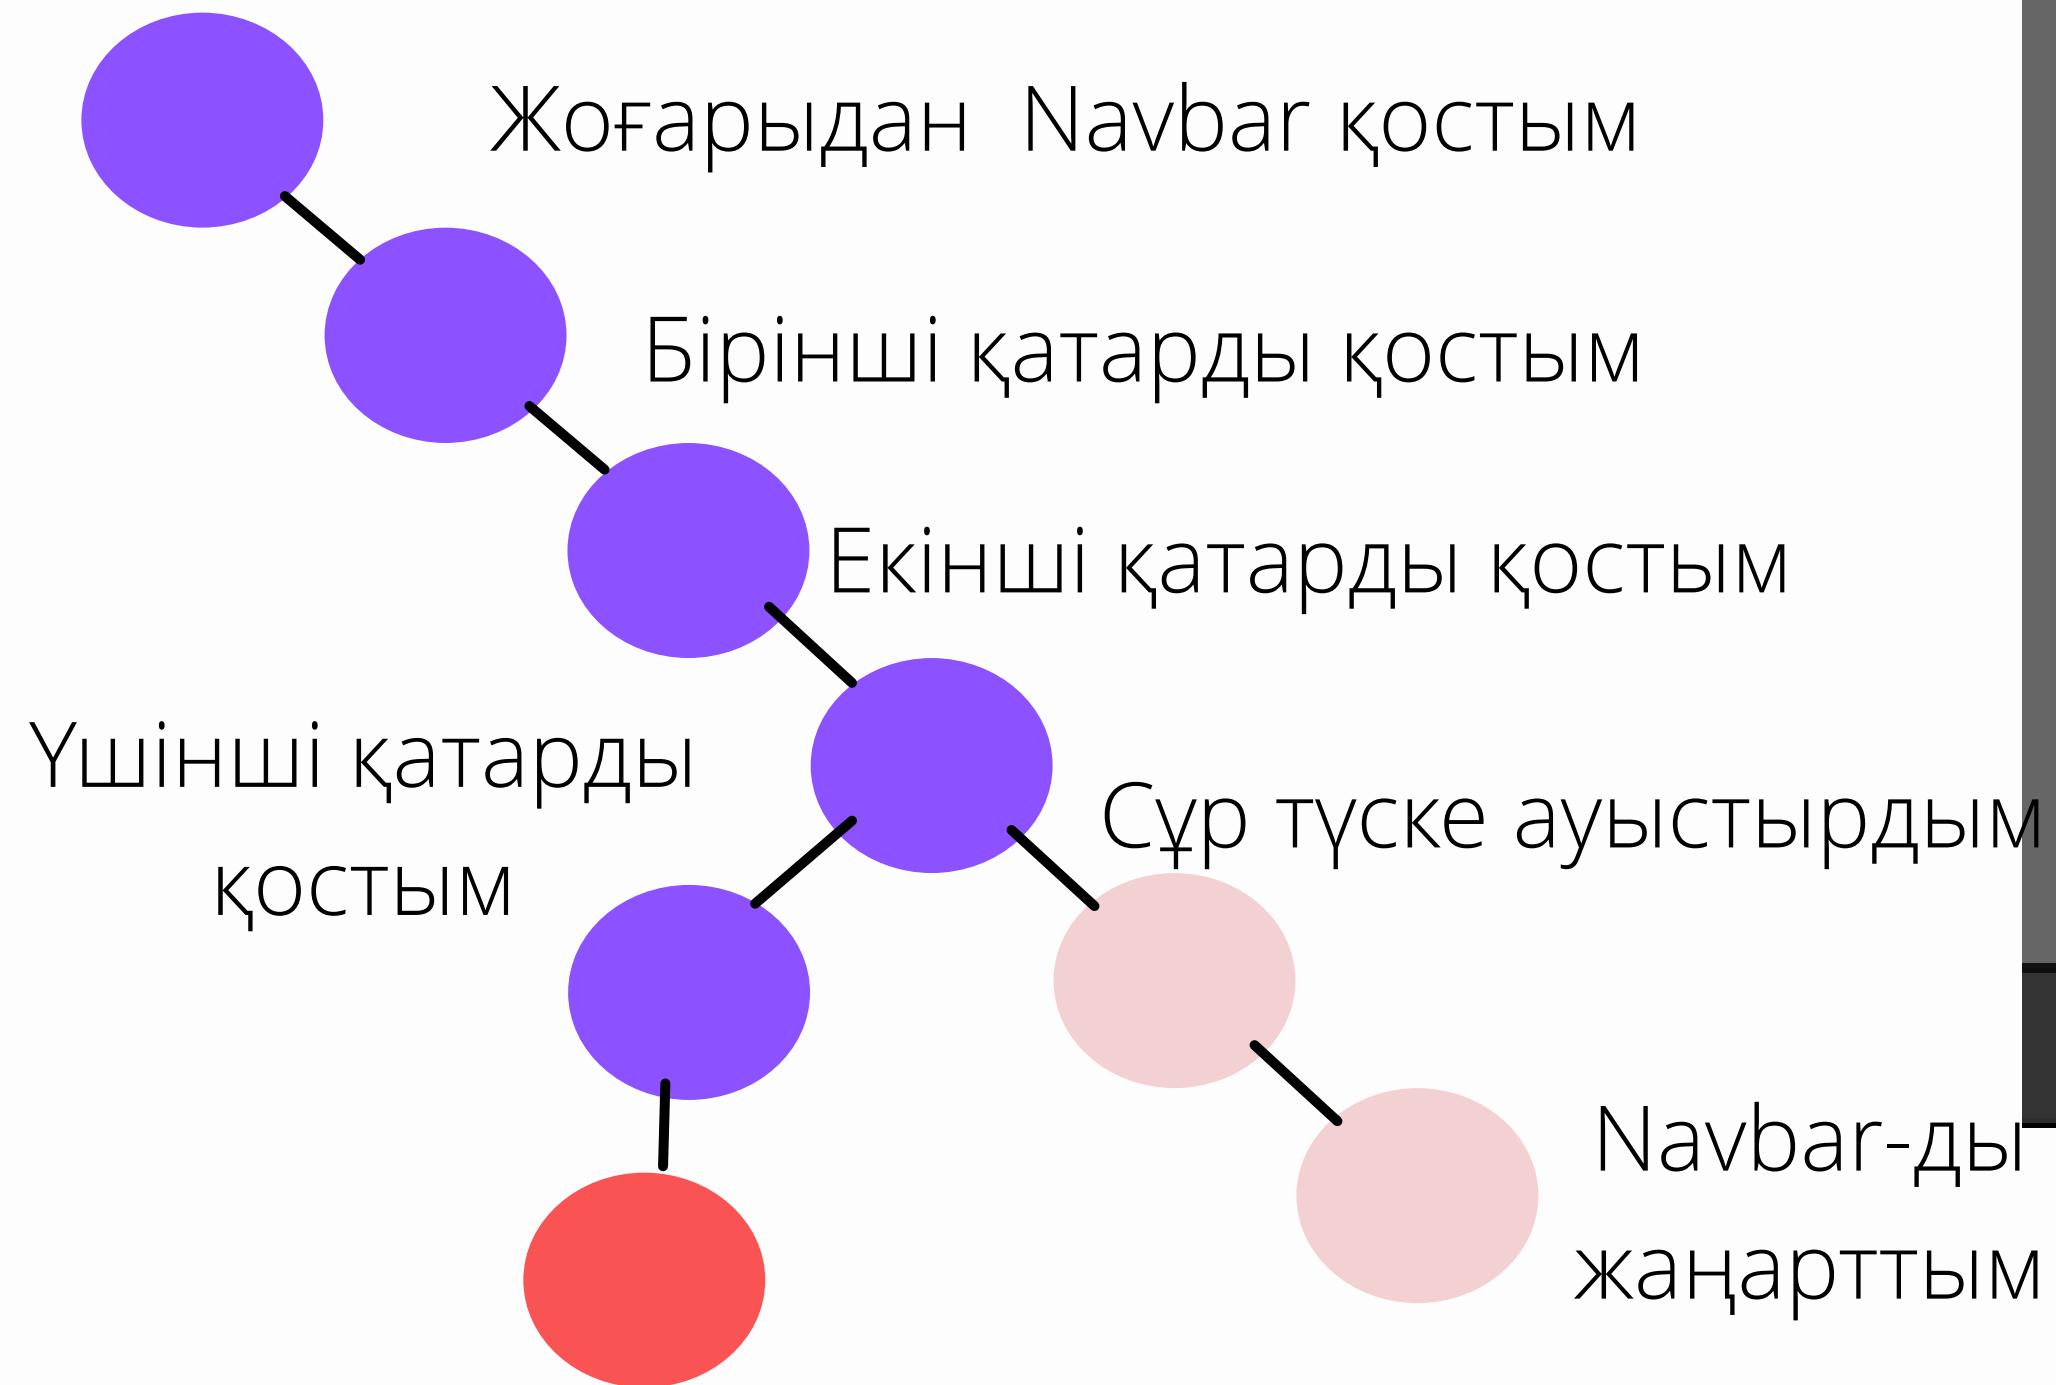 Жоғарыдан Navbar қостым
Бірінші қатарды қостым
Екінші қатарды қостым
Үшінші қатарды
қостым
Сұр түске ауыстырдым
Navbar-ды
жаңарттым